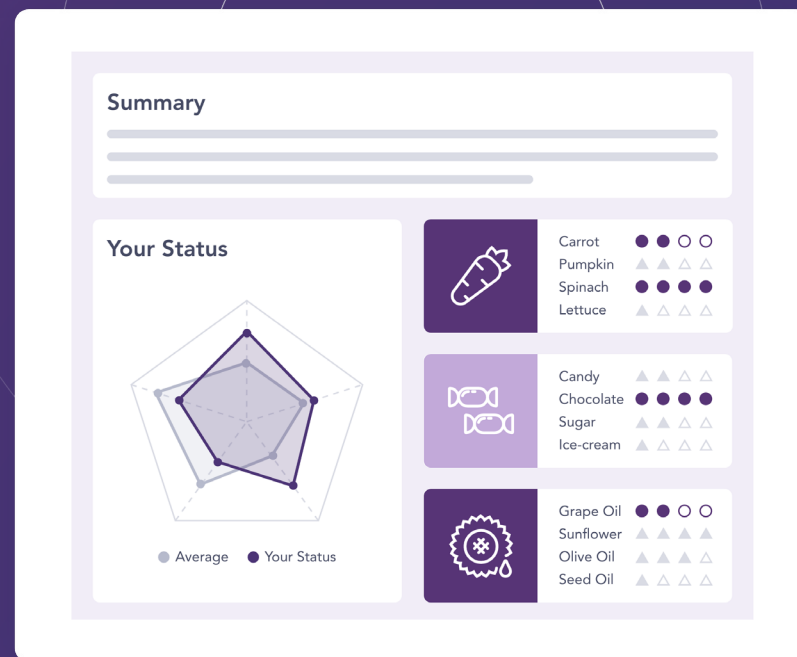 Summary
Your Status
Average
Your Status
Carrot
Pumpkin
Spinach
Lettuce
Candy
Chocolate
Sugar
Ice-cream
Grape Oil
Sunflower
Olive Oil
Seed Oil